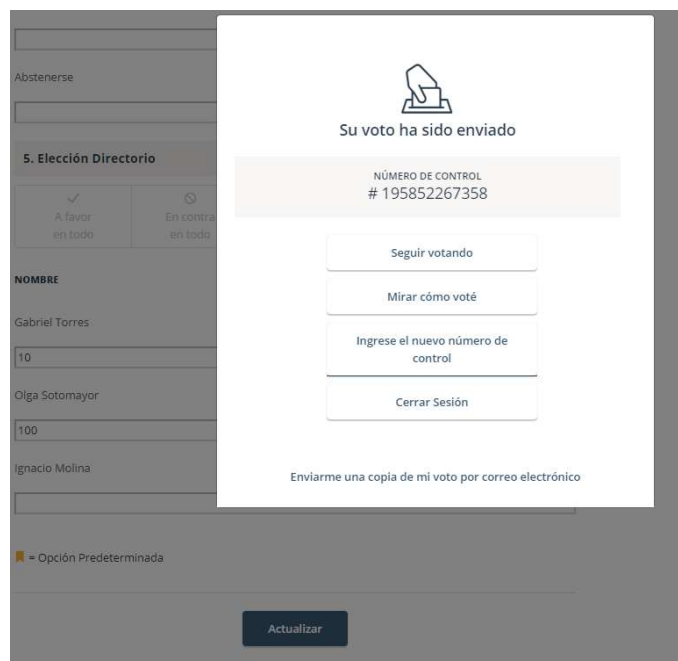 Abstenerse
5. Elección Directorio
A favor
en todo
En contra
en todo
NOMBRE
Gabriel Torres
10
Olga Sotomayor
100
Ignacio Molina
= Opción Predeterminada
Actualizar
Su voto ha sido enviado
NÚMERO DE CONTROL
# 195852267358
Seguir votando
Mirar cómo voté
Ingrese el nuevo número de
control
Cerrar Sesión
Enviarme una copia de mi voto por correo electrónico